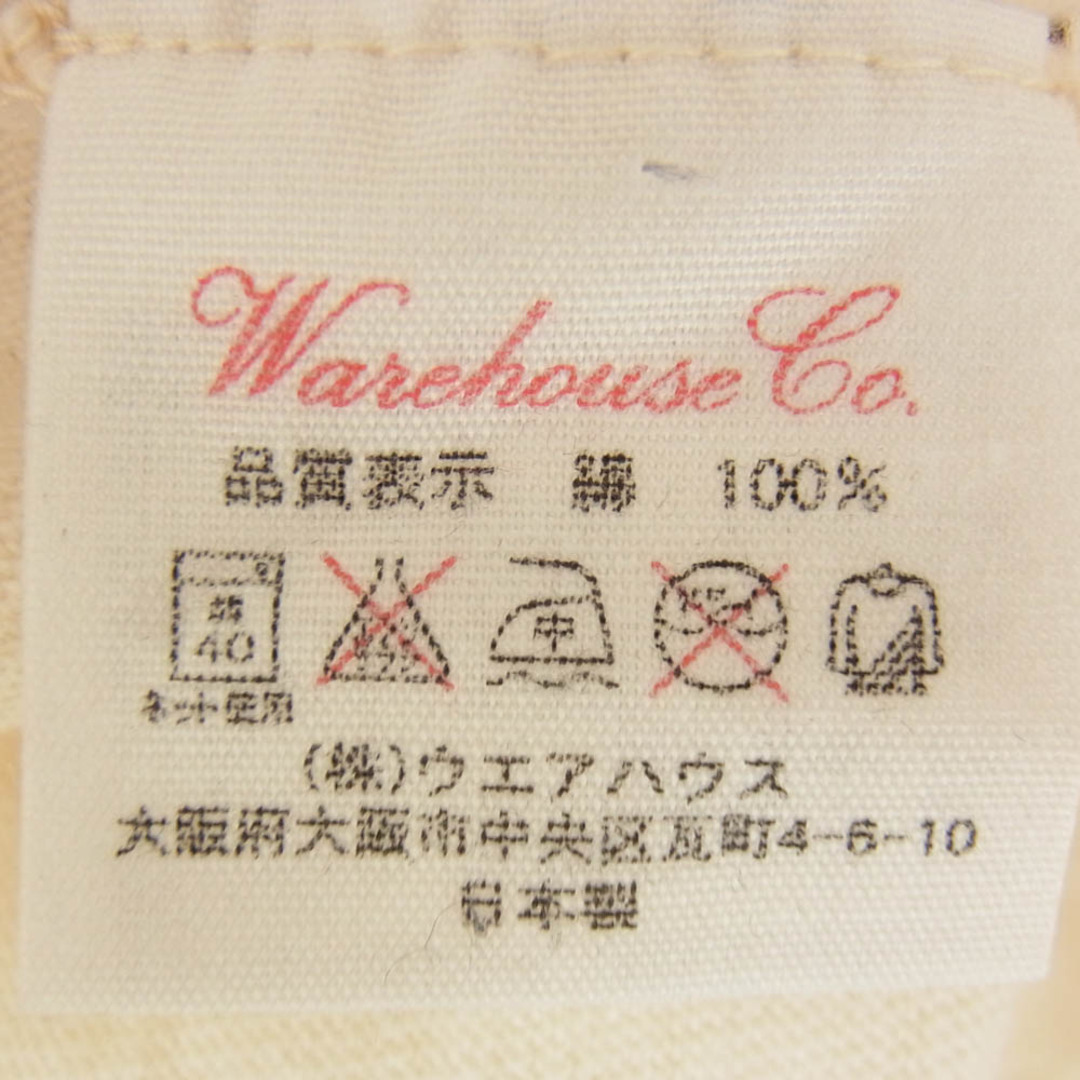 Warehouse Co.
品質表示 綿 100%
弱 40 中
ネット使用
(株)ウエアハウス
大阪府大阪市中央区瓦町4-6-10
日本製